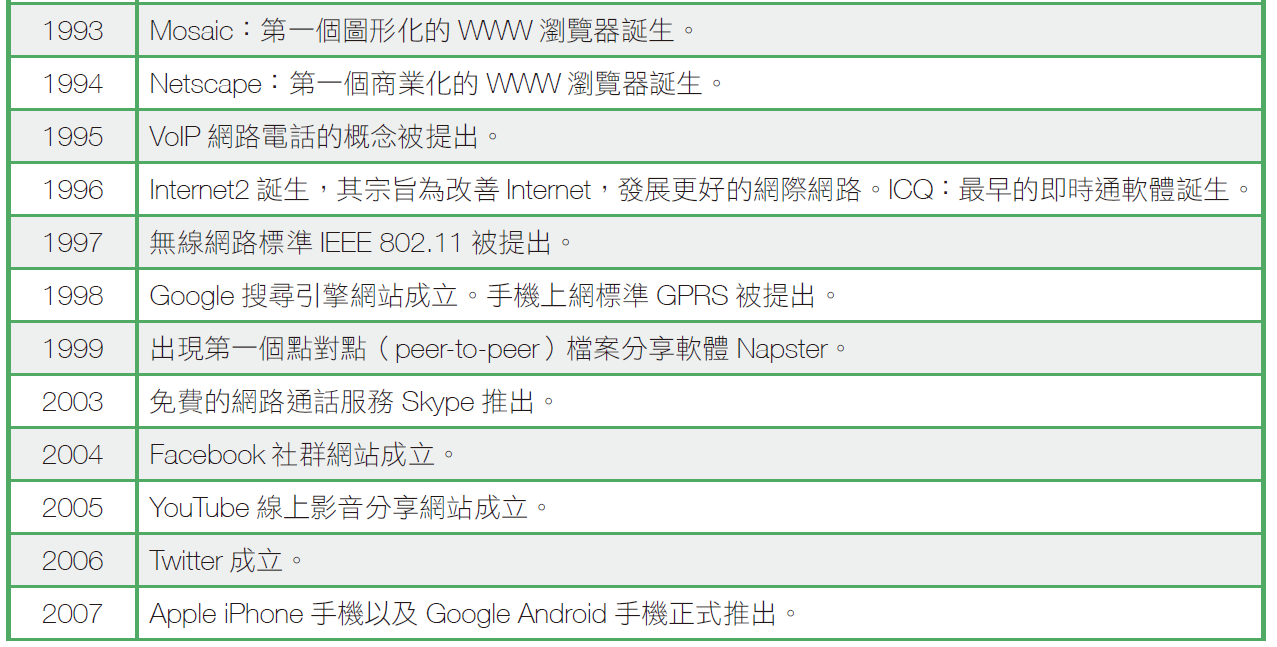 1993 Mosaic：第一個圖形化的 WWW 瀏覽器誕生。
1994 Netscape：第一個商業化的 WWW 瀏覽器誕生。
1995 VoIP 網路電話的概念被提出。
1996 Internet2 誕生，其宗旨為改善 Internet，發展更好的網際網路。ICQ：最早的即時通軟體誕生。
1997 無線網路標準 IEEE 802.11 被提出。
1998 Google 搜尋引擎網站成立。手機上網標準 GPRS 被提出。
1999 出現第一個點對點（peer-to-peer）檔案分享軟體 Napster。
2003 免費的網路通話服務 Skype 推出。
2004 Facebook 社群網站成立。
2005 YouTube 線上影音分享網站成立。
2006 Twitter 成立。
2007 Apple iPhone 手機以及 Google Android 手機正式推出。